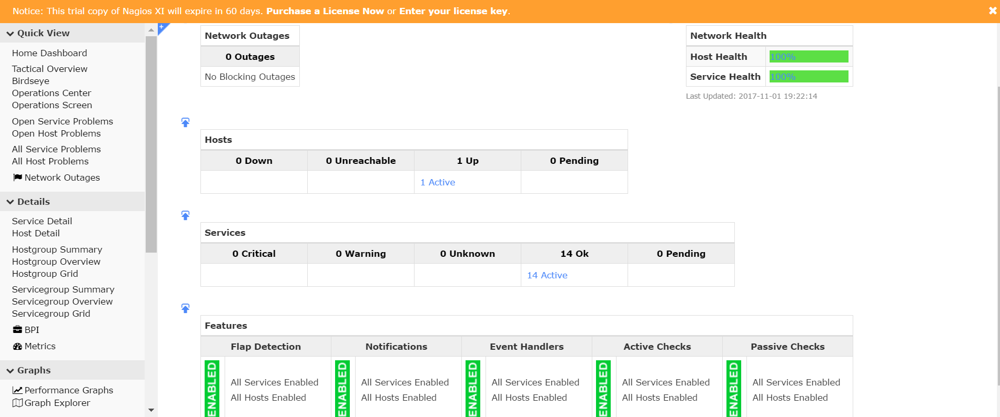 Notice: This trial copy of Nagios XI will expire in 60 days. Purchase a License Now or Enter your license key.
Quick View
Home Dashboard
Tactical Overview
Birdseye
Operations Center
Operations Screen
Open Service Problems
Open Host Problems
All Service Problems
All Host Problems
Network Outages
Details
Service Detail
Host Detail
Hostgroup Summary
Hostgroup Overview
Hostgroup Grid
Servicegroup Summary
Servicegroup Overview
Servicegroup Grid
BPI
Metrics
Graphs
Performance Graphs
Graph Explorer
Network Outages
0 Outages
No Blocking Outages
Network Health
Host Health 100%
Service Health 100%
Last Updated: 2017-11-01 19:22:14
Hosts
0 Down 0 Unreachable 1 Up 0 Pending
1 Active
Services
0 Critical 0 Warning 0 Unknown 14 Ok 0 Pending
14 Active
Features
Flap Detection Notifications Event Handlers Active Checks Passive Checks
ENABLED ENABLED ENABLED ENABLED ENABLED
All Services Enabled All Services Enabled All Services Enabled All Services Enabled All Services Enabled
All Hosts Enabled All Hosts Enabled All Hosts Enabled All Hosts Enabled All Hosts Enabled